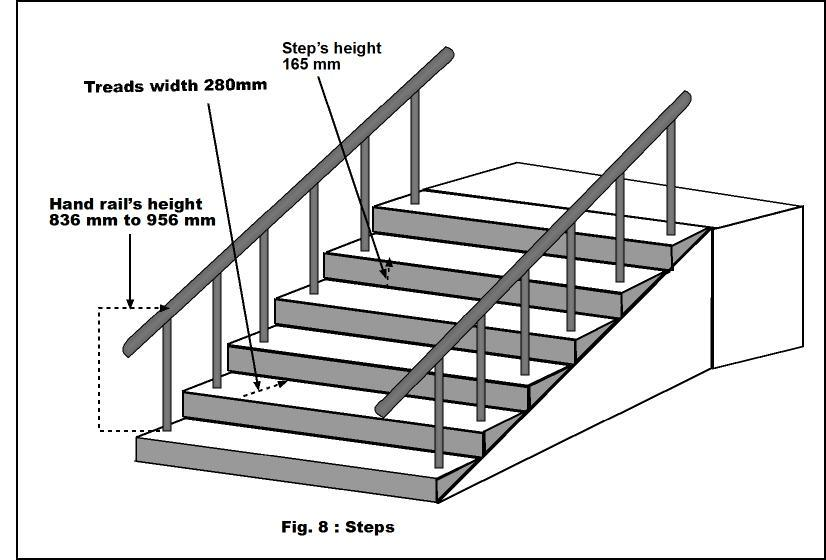 Step's height
165 mm
Treads width 280mm
Hand rail's height
836 mm to 956 mm
Fig. 8 : Steps